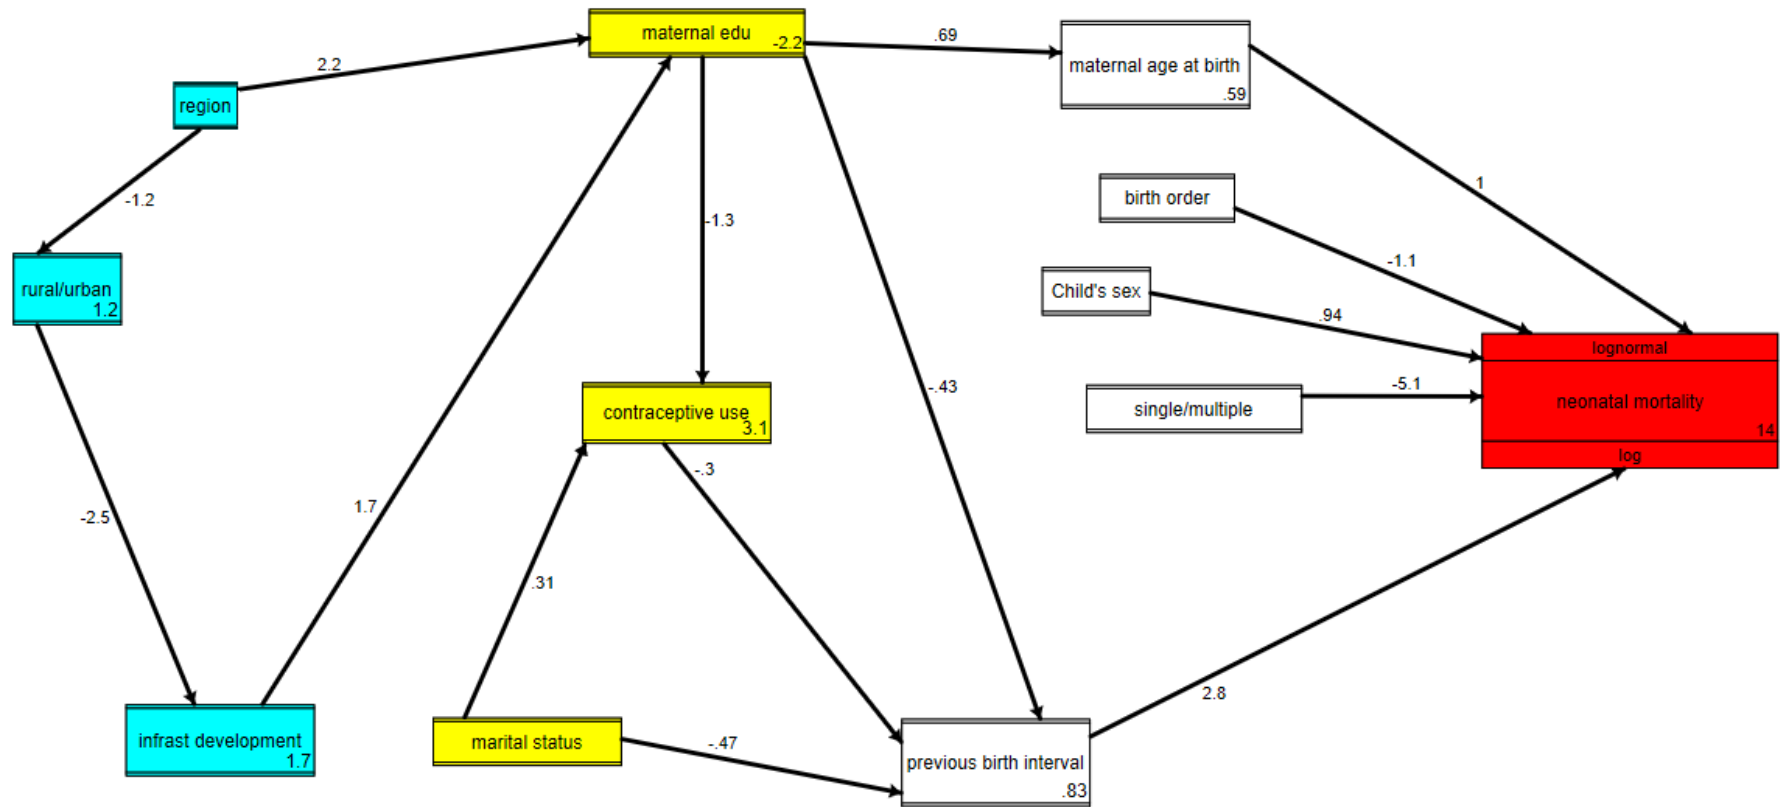 maternal edu
-2.2
.69
maternal age at birth
.59
2.2
region
-1.2
rural/urban
1.2
-1.3
birth order
1
-1.1
Child's sex
.94
lognormal
neonatal mortality
14
log
single/multiple
-5.1
contraceptive use
3.1
-.43
-.3
-2.5
1.7
.31
2.8
infrast development
1.7
marital status
-.47
previous birth interval
.83